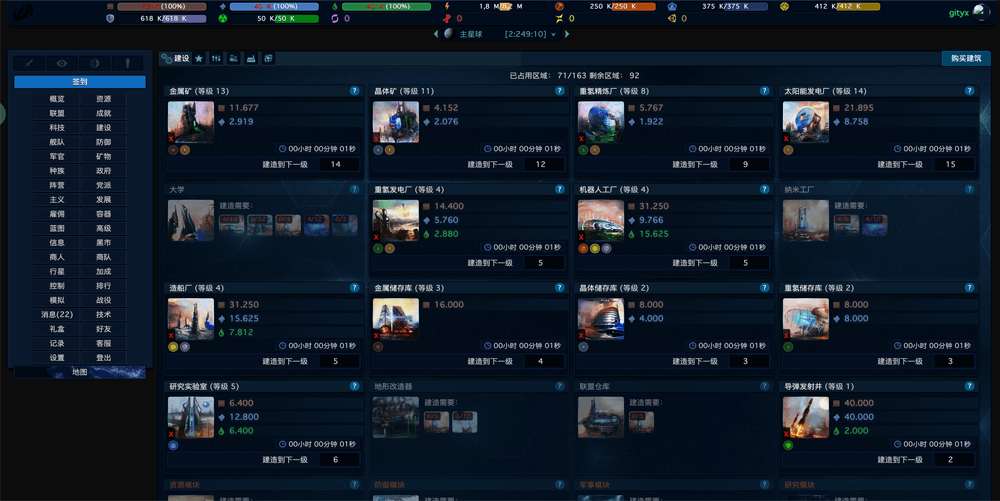 (100%) (100%) 1,8 M/8,2 M 250 K/250 K 375 K/375 K 412 K/412 K
618 K/618 K 50 K/50 K 0 0 0 0
gityx
主星球 [2:249:10]
建设
购买建筑
已占用区域: 71/163 剩余区域: 92
签到
概览 资源
联盟 成就
科技 建设
舰队 防御
军官 矿物
种族 政府
阵营 党派
主义 发展
雇佣 容器
蓝图 高级
信息 黑市
商人 商队
行星 加成
控制 排行
模拟 战役
消息(22) 技术
礼盒 好友
记录 客服
设置 登出
地图
金属矿 (等级 13) ?
11.677
2.919
00小时 00分钟 01秒
建造到下一级 14
晶体矿 (等级 11) ?
4.152
2.076
00小时 00分钟 01秒
建造到下一级 12
重氢精炼厂 (等级 8) ?
5.767
1.922
00小时 00分钟 01秒
建造到下一级 9
太阳能发电厂 (等级 14) ?
21.895
8.758
00小时 00分钟 01秒
建造到下一级 15
大学 ?
建造需要:
重氢发电厂 (等级 4) ?
14.400
5.760
2.880
00小时 00分钟 01秒
建造到下一级 5
机器人工厂 (等级 4) ?
31.250
9.766
15.625
00小时 00分钟 01秒
建造到下一级 5
纳米工厂 ?
建造需要:
造船厂 (等级 4) ?
31.250
15.625
7.812
00小时 00分钟 01秒
建造到下一级 5
金属储存库 (等级 3) ?
16.000
00小时 00分钟 01秒
建造到下一级 4
晶体储存库 (等级 2) ?
8.000
4.000
00小时 00分钟 01秒
建造到下一级 3
重氢储存库 (等级 2) ?
8.000
8.000
00小时 00分钟 01秒
建造到下一级 3
研究实验室 (等级 5) ?
6.400
12.800
6.400
00小时 00分钟 01秒
建造到下一级 6
地形改造器 ?
建造需要:
联盟仓库 ?
建造需要:
导弹发射井 (等级 1) ?
40.000
40.000
2.000
00小时 00分钟 01秒
建造到下一级 2
资源模块 ?
防御模块 ?
军事模块 ?
研究模块 ?